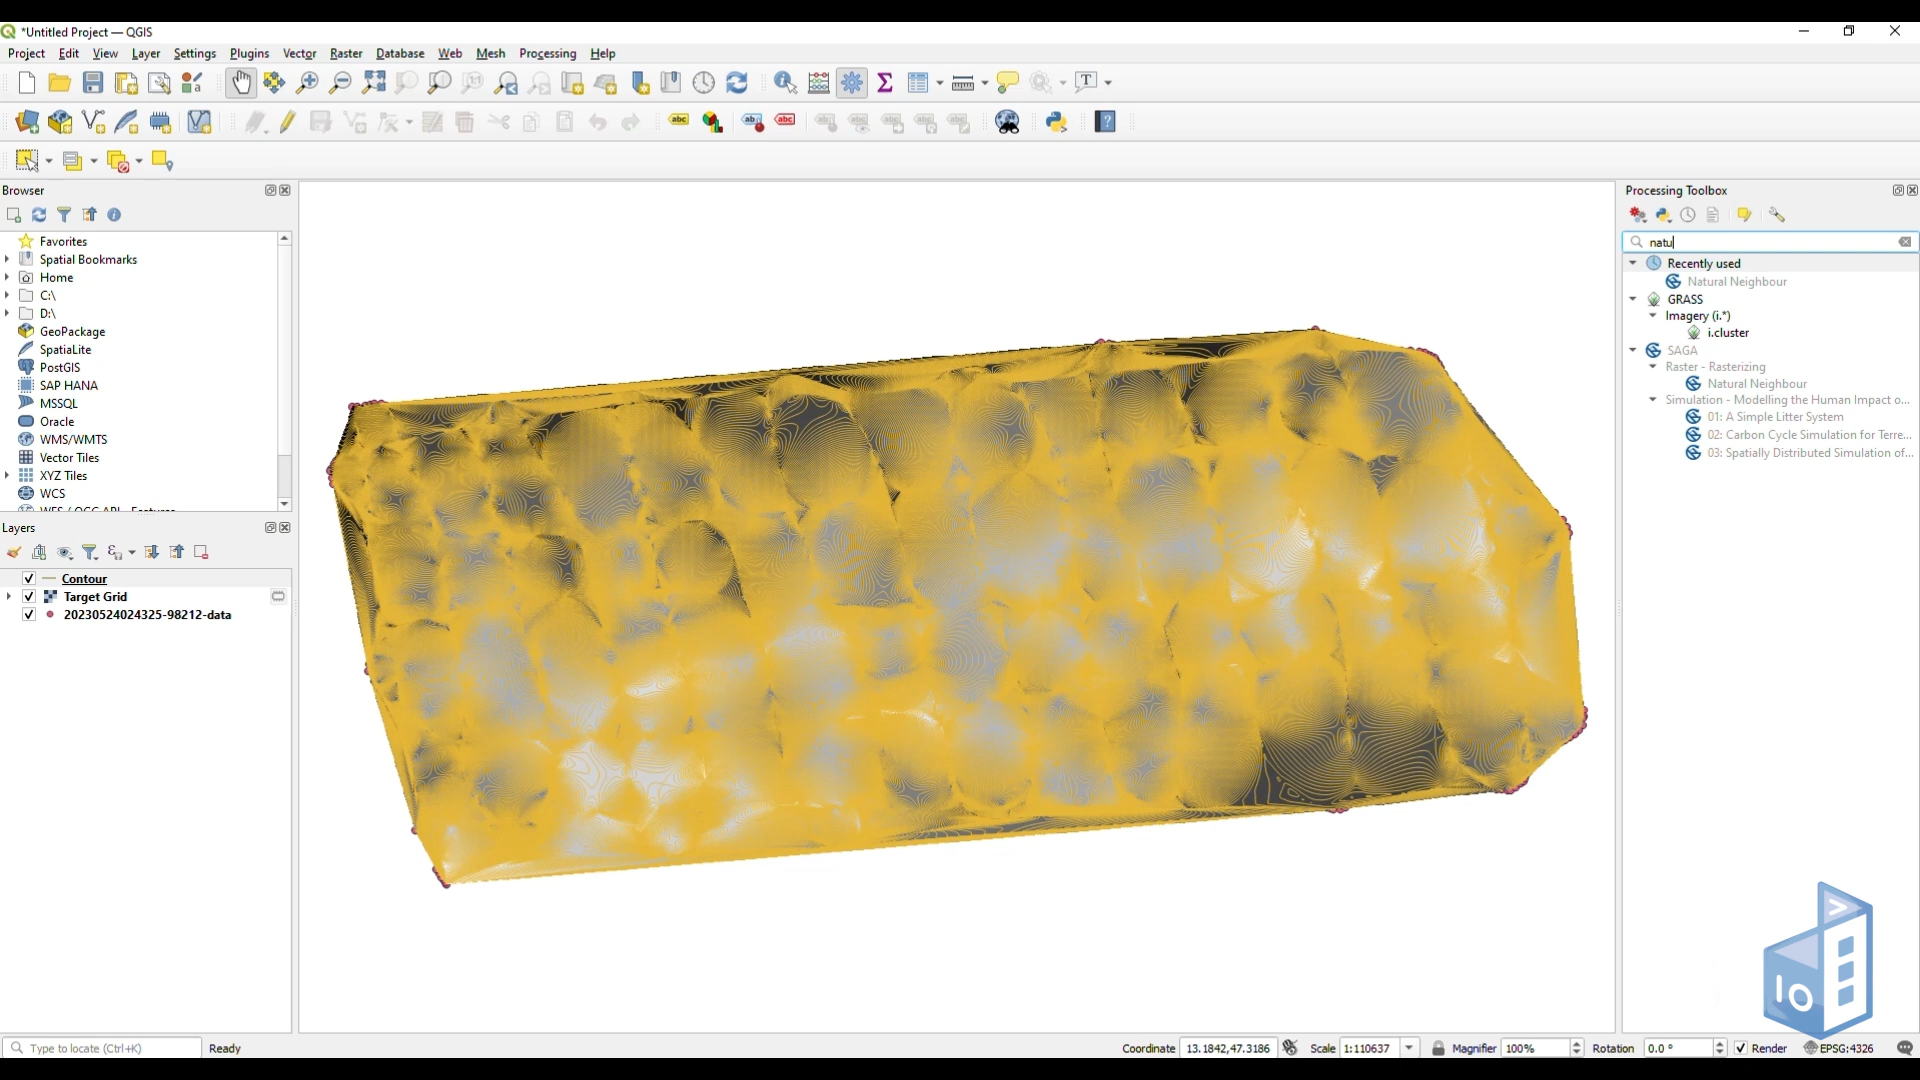 *Untitled Project — QGIS
Project Edit View Layer Settings Plugins Vector Raster Database Web Mesh Processing Help
Browser
Favorites
Spatial Bookmarks
Home
C:\
D:\
GeoPackage
SpatiaLite
PostGIS
SAP HANA
MSSQL
Oracle
WMS/WMTS
Vector Tiles
XYZ Tiles
WCS
Layers
Contour
Target Grid
20230524024325-98212-data
Processing Toolbox
natu
Recently used
Natural Neighbour
GRASS
Imagery (i.*)
i.cluster
SAGA
Raster - Rasterizing
Natural Neighbour
Simulation - Modelling the Human Impact o...
01: A Simple Litter System
02: Carbon Cycle Simulation for Terre...
03: Spatially Distributed Simulation of...
>
Io
Type to locate (Ctrl+K) Ready Coordinate 13.1842,47.3186 Scale 1:110637 Magnifier 100% Rotation 0.0 ° Render EPSG:4326